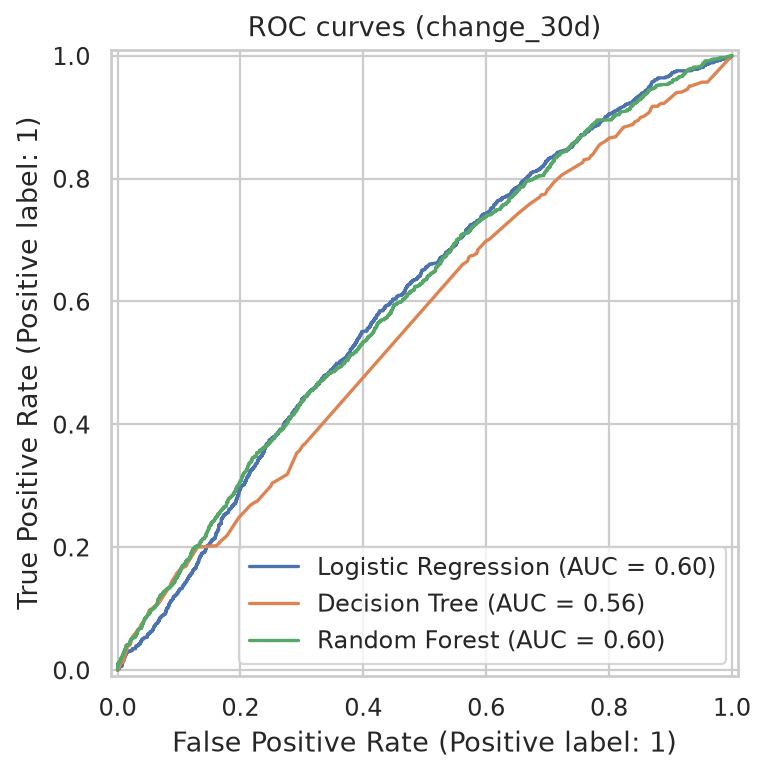 ROC curves (change_30d)
True Positive Rate (Positive label: 1)
1.0
0.8
0.6
0.4
0.2
0.0
Logistic Regression (AUC = 0.60)
Decision Tree (AUC = 0.56)
Random Forest (AUC = 0.60)
0.0 0.2 0.4 0.6 0.8 1.0
False Positive Rate (Positive label: 1)